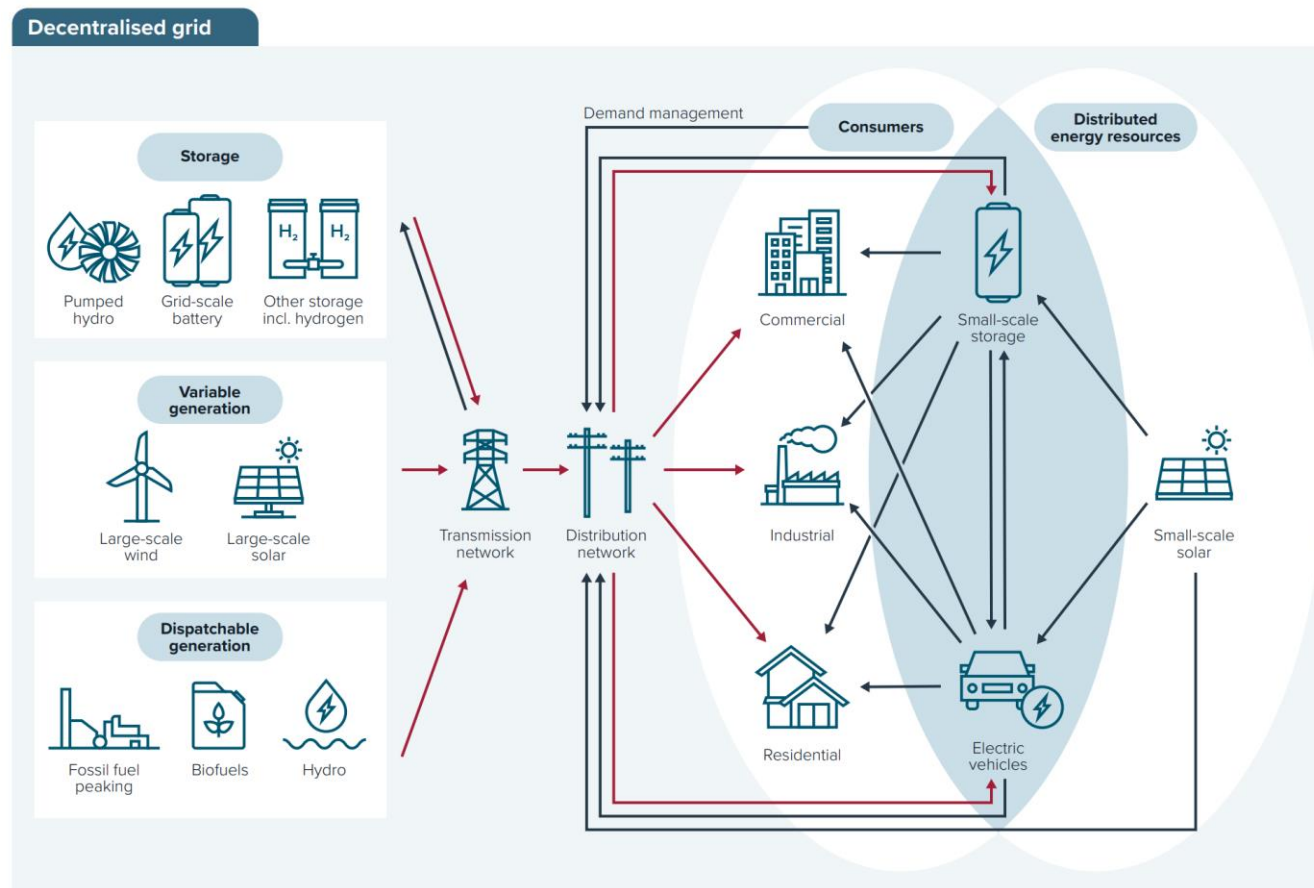 Decentralised grid
Storage
H₂
H₂
Pumped
hydro
Grid-scale
battery
Other storage
incl. hydrogen
Variable
generation
Large-scale
wind
Large-scale
solar
Dispatchable
generation
Fossil fuel
peaking
Biofuels
Hydro
Transmission
network
Distribution
network
Demand management
Consumers
Distributed
energy resources
Commercial
Small-scale
storage
Industrial
Small-scale
solar
Residential
Electric
vehicles